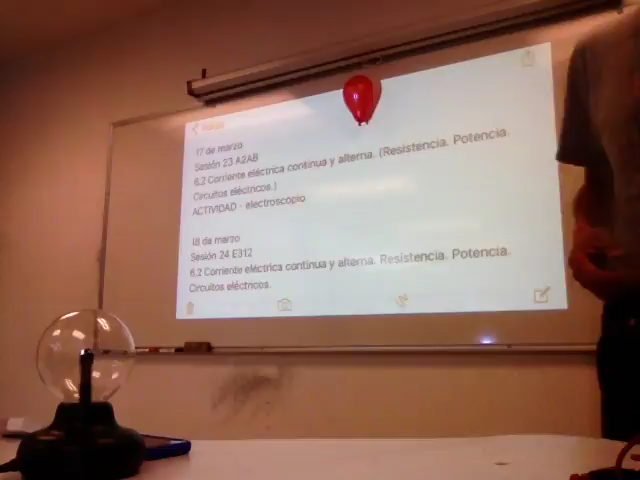 17 de marzo
Sesión 23 A2AB
6.2 Corriente eléctrica continua y alterna. (Resistencia. Potencia.
Circuitos eléctricos.)
ACTIVIDAD - electroscopio
18 de marzo
Sesión 24 E312
6.2 Corriente eléctrica continua y alterna. Resistencia. Potencia.
Circuitos eléctricos.